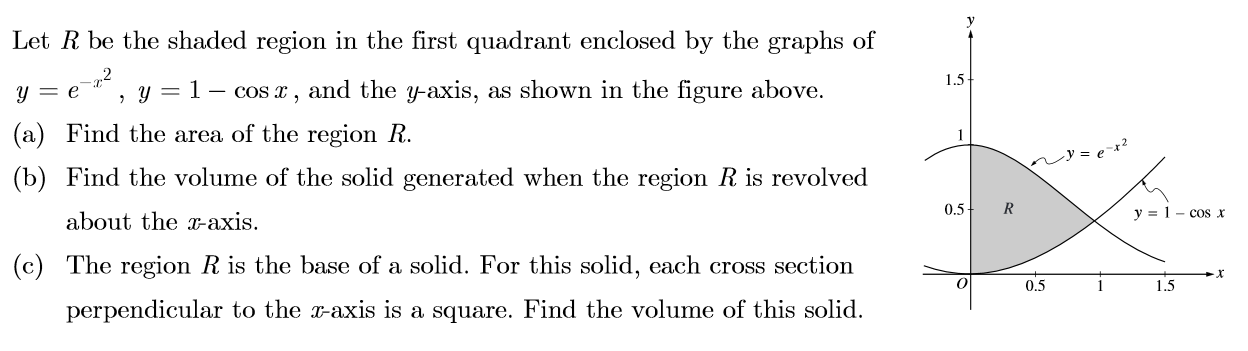 Let R be the shaded region in the first quadrant enclosed by the graphs of
y = e^{-x^2}, y = 1 − cos x, and the y-axis, as shown in the figure above.
(a) Find the area of the region R.
(b) Find the volume of the solid generated when the region R is revolved
about the x-axis.
(c) The region R is the base of a solid. For this solid, each cross section
perpendicular to the x-axis is a square. Find the volume of this solid.
y
1.5
1
y = e^{-x^2}
0.5
R
y = 1 − cos x
O
0.5
1
1.5
x